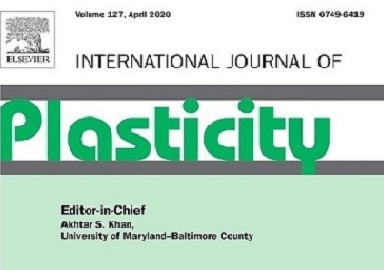 Volume 127, April 2020
ISSN 0749-6419
ELSEVIER
INTERNATIONAL JOURNAL OF
Plasticity
Editor-in-Chief
Akhtar S. Khan,
University of Maryland–Baltimore County